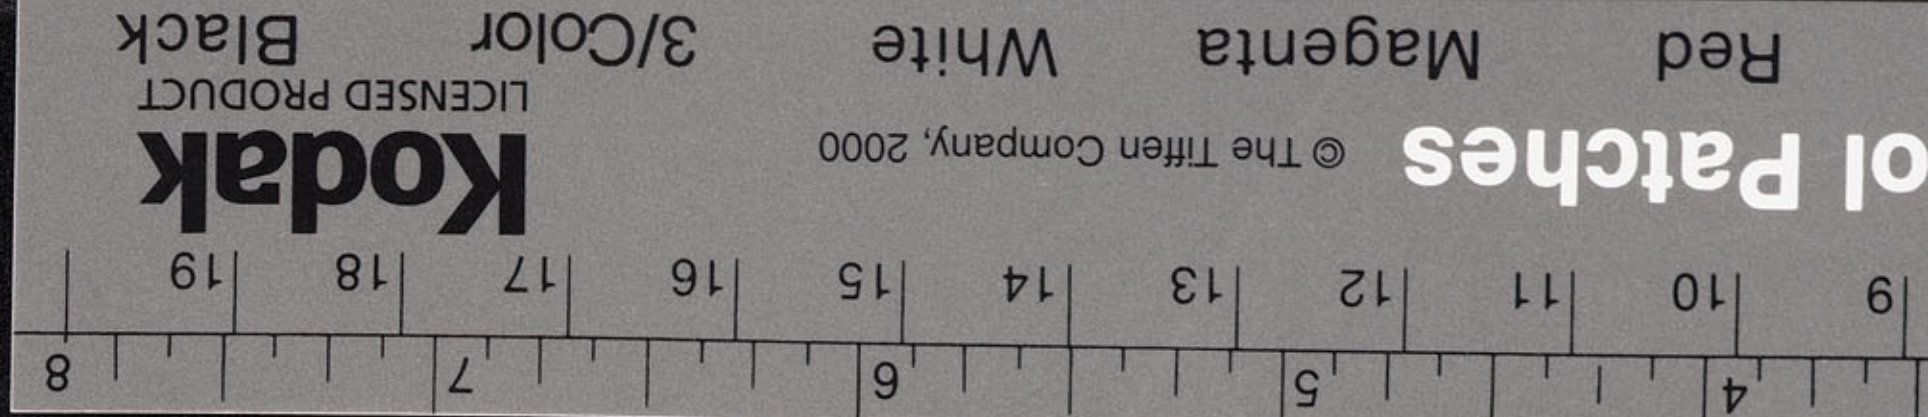 4 5 6 7 8
9 10 11 12 13 14 15 16 17 18 19
ol Patches © The Tiffen Company, 2000 Kodak
LICENSED PRODUCT
Red Magenta White 3/Color Black